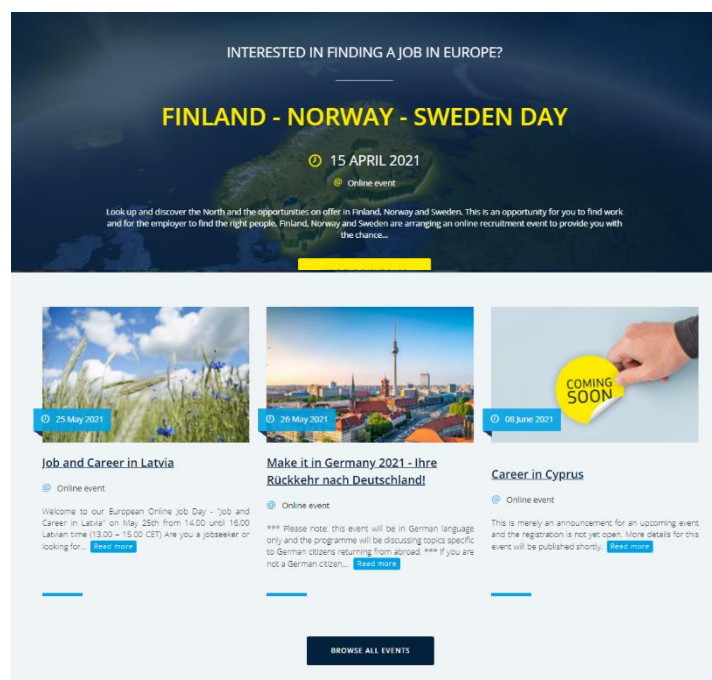 INTERESTED IN FINDING A JOB IN EUROPE?
FINLAND - NORWAY - SWEDEN DAY
15 APRIL 2021
@ Online event
Look up and discover the North and the opportunities on offer in Finland, Norway and Sweden. This is an opportunity for you to find work
and for the employer to find the right people. Finland, Norway and Sweden are arranging an online recruitment event to provide you with
the chance...
25 May 2021
Job and Career in Latvia
@ Online event
Welcome to our European Online Job Day - "Job and
Career in Latvia" on May 25th from 14.00 until 16.00
Latvian time (13.00 – 15.00 CET) Are you a jobseeker or
looking for... Read more
26 May 2021
Make it in Germany 2021 - Ihre
Rückkehr nach Deutschland!
@ Online event
*** Please note: this event will be in German language
only and the programme will be discussing topics specific
to German citizens returning from abroad. *** If you are
not a German citizen,... Read more
COMING
SOON
08 June 2021
Career in Cyprus
@ Online event
This is merely an announcement for an upcoming event
and the registration is not yet open. More details for this
event will be published shortly. Read more
BROWSE ALL EVENTS